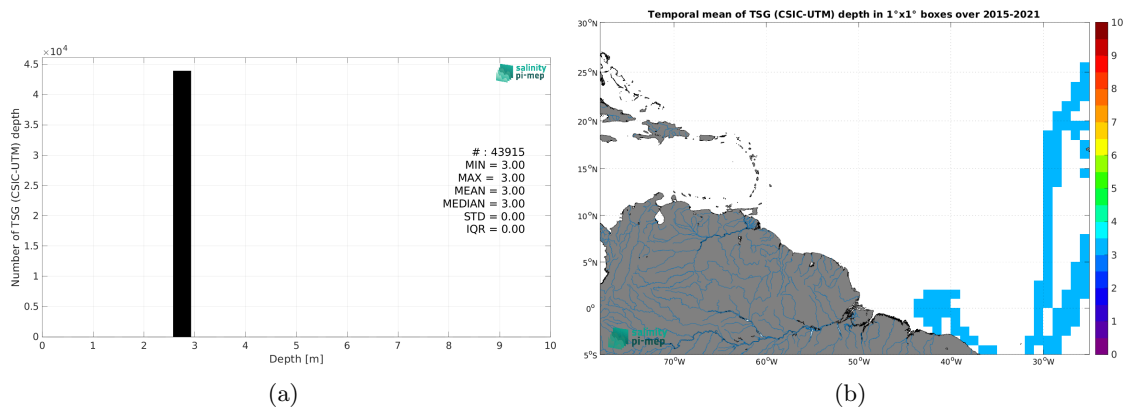 ×10⁴
4.5
4
3.5
3
2.5
2
1.5
1
0.5
0
Number of TSG (CSIC-UTM) depth
salinity
pi-mep
# : 43915
MIN = 3.00
MAX = 3.00
MEAN = 3.00
MEDIAN = 3.00
STD = 0.00
IQR = 0.00
0 1 2 3 4 5 6 7 8 9 10
Depth [m]
(a)
Temporal mean of TSG (CSIC-UTM) depth in 1°x1° boxes over 2015-2021
30°N
25°N
20°N
15°N
10°N
5°N
0°
5°S
70°W 60°W 50°W 40°W 30°W
salinity
pi-mep
10
9
8
7
6
5
4
3
2
1
0
(b)